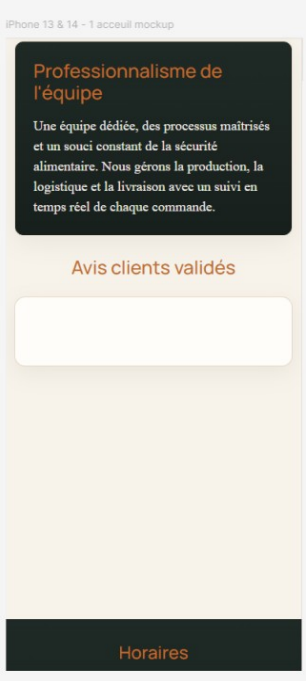 iPhone 13 & 14 - 1 acceuil mockup
Professionnalisme de
l'équipe
Une équipe dédiée, des processus maîtrisés
et un souci constant de la sécurité
alimentaire. Nous gérons la production, la
logistique et la livraison avec un suivi en
temps réel de chaque commande.
Avis clients validés
Horaires